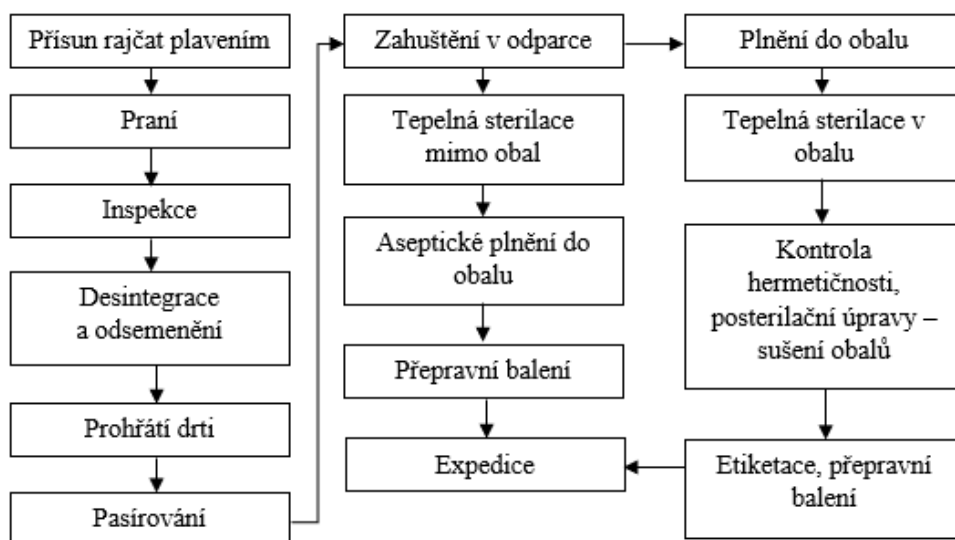 Přísun rajčat plavením
Praní
Inspekce
Desintegrace
a odsemenění
Prohřátí drti
Pasírování
Zahuštění v odparce
Tepelná sterilace
mimo obal
Aseptické plnění do
obalu
Přepravní balení
Expedice
Plnění do obalu
Tepelná sterilace v
obalu
Kontrola
hermetičnosti,
posterilační úpravy –
sušení obalů
Etiketace, přepravní
balení